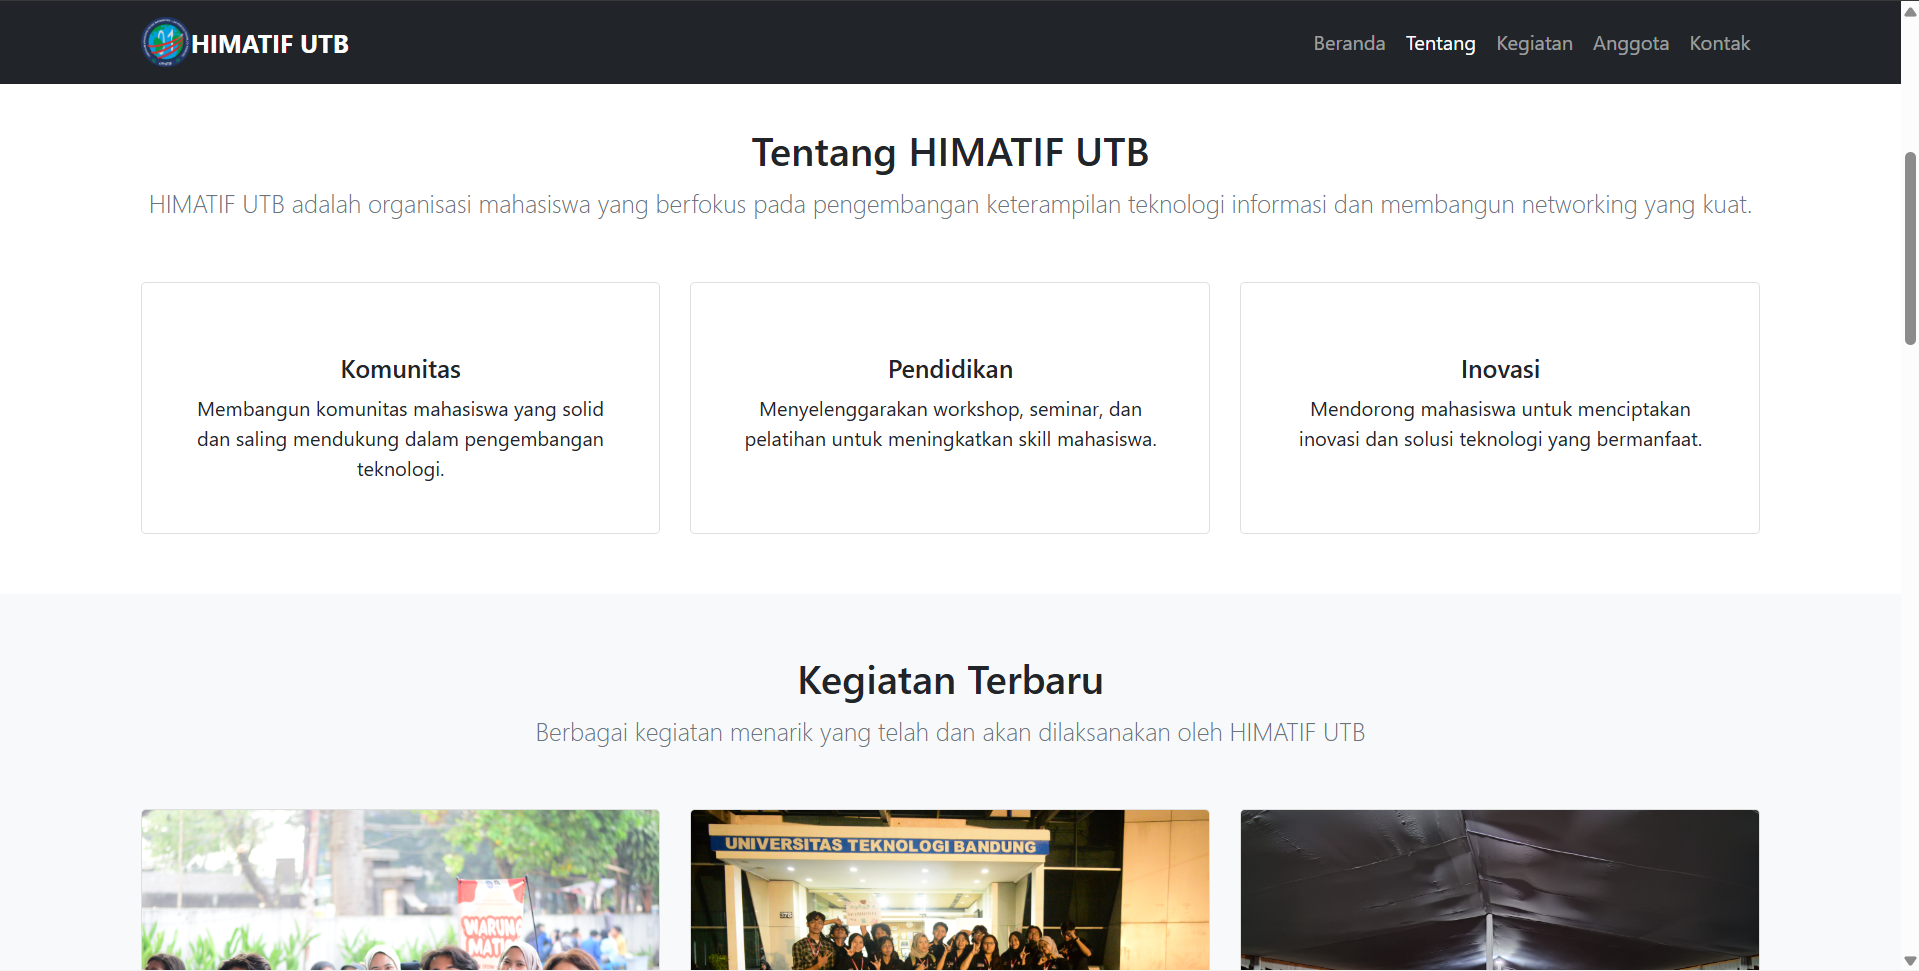 HIMATIF UTB
Beranda Tentang Kegiatan Anggota Kontak
Tentang HIMATIF UTB
HIMATIF UTB adalah organisasi mahasiswa yang berfokus pada pengembangan keterampilan teknologi informasi dan membangun networking yang kuat.
Komunitas
Membangun komunitas mahasiswa yang solid
dan saling mendukung dalam pengembangan
teknologi.
Pendidikan
Menyelenggarakan workshop, seminar, dan
pelatihan untuk meningkatkan skill mahasiswa.
Inovasi
Mendorong mahasiswa untuk menciptakan
inovasi dan solusi teknologi yang bermanfaat.
Kegiatan Terbaru
Berbagai kegiatan menarik yang telah dan akan dilaksanakan oleh HIMATIF UTB
WARUNG
UNIVERSITAS TEKNOLOGI BANDUNG